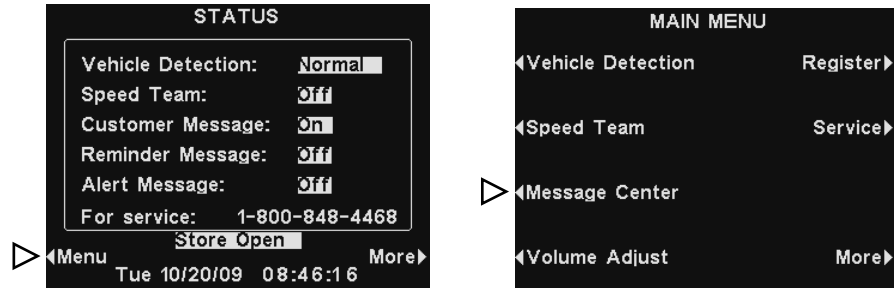 STATUS
Vehicle Detection: Normal
Speed Team: Off
Customer Message: On
Reminder Message: Off
Alert Message: Off
For service: 1-800-848-4468
Store Open
Menu More
Tue 10/20/09 08:46:16
MAIN MENU
Vehicle Detection Register
Speed Team Service
Message Center
Volume Adjust More